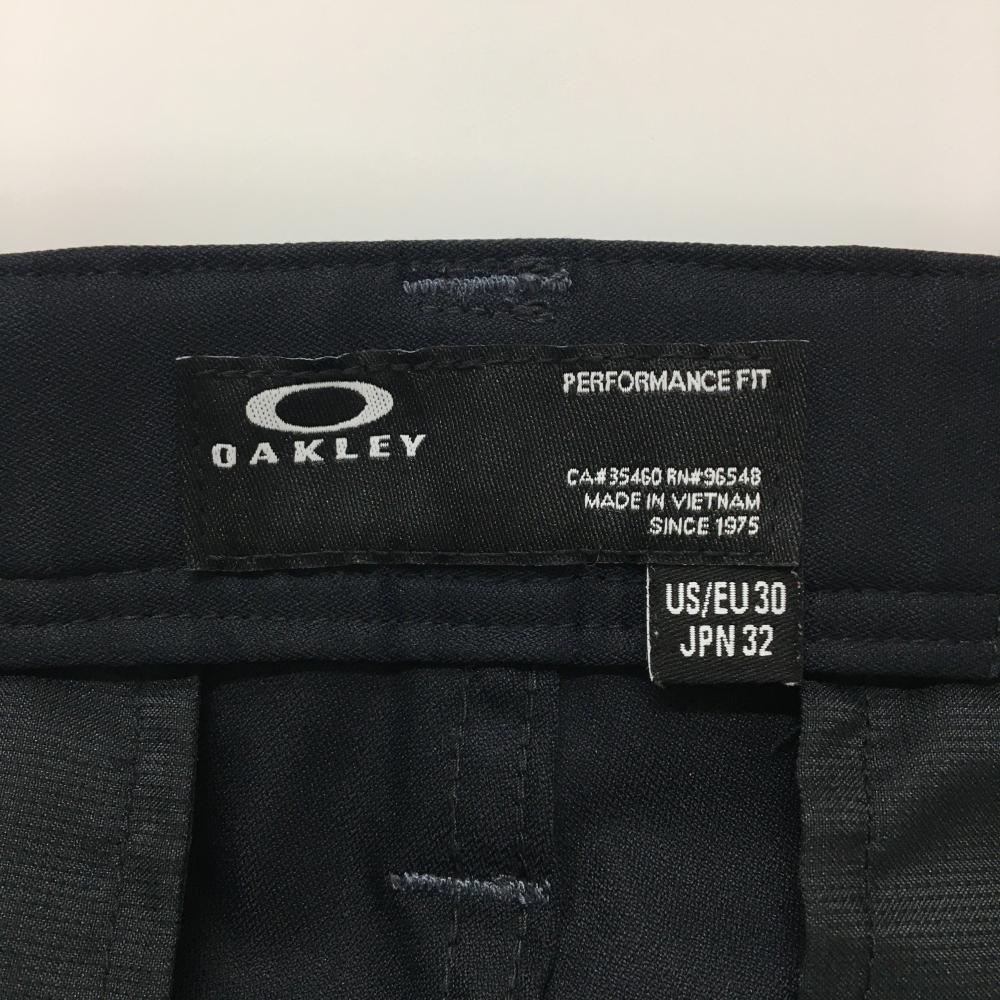 OAKLEY
PERFORMANCE FIT
CA#35460 RN#96548
MADE IN VIETNAM
SINCE 1975
US/EU 30
JPN 32